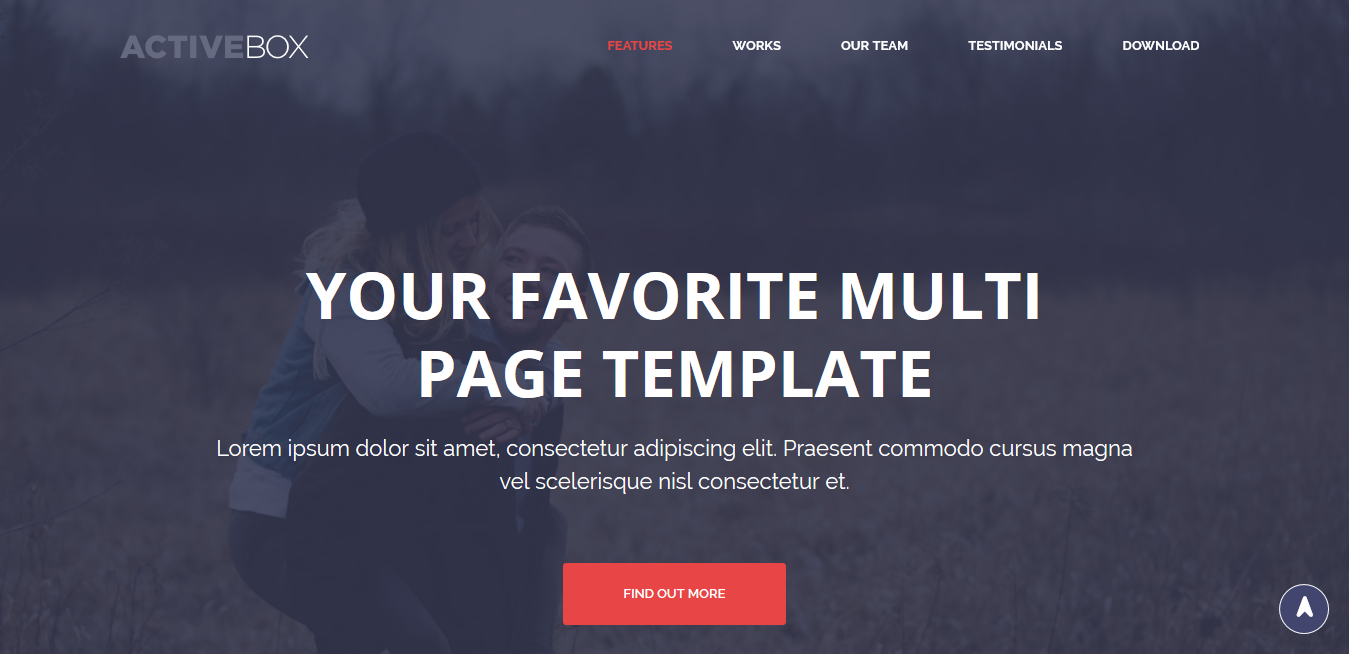 ACTIVEBOX
FEATURES WORKS OUR TEAM TESTIMONIALS DOWNLOAD
YOUR FAVORITE MULTI
PAGE TEMPLATE
Lorem ipsum dolor sit amet, consectetur adipiscing elit. Praesent commodo cursus magna
vel scelerisque nisl consectetur et.
FIND OUT MORE